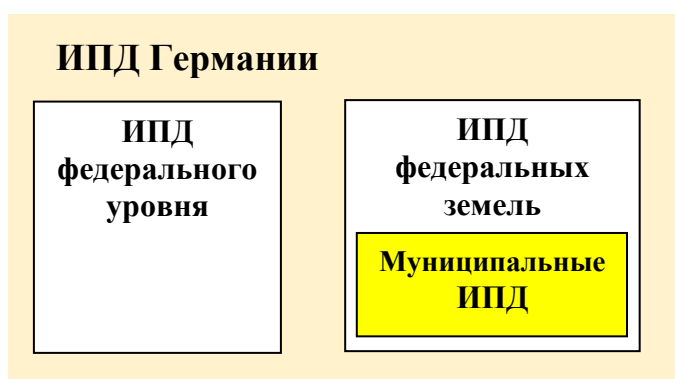 ИПД Германии
ИПД
федерального
уровня
ИПД
федеральных
земель
Муниципальные
ИПД